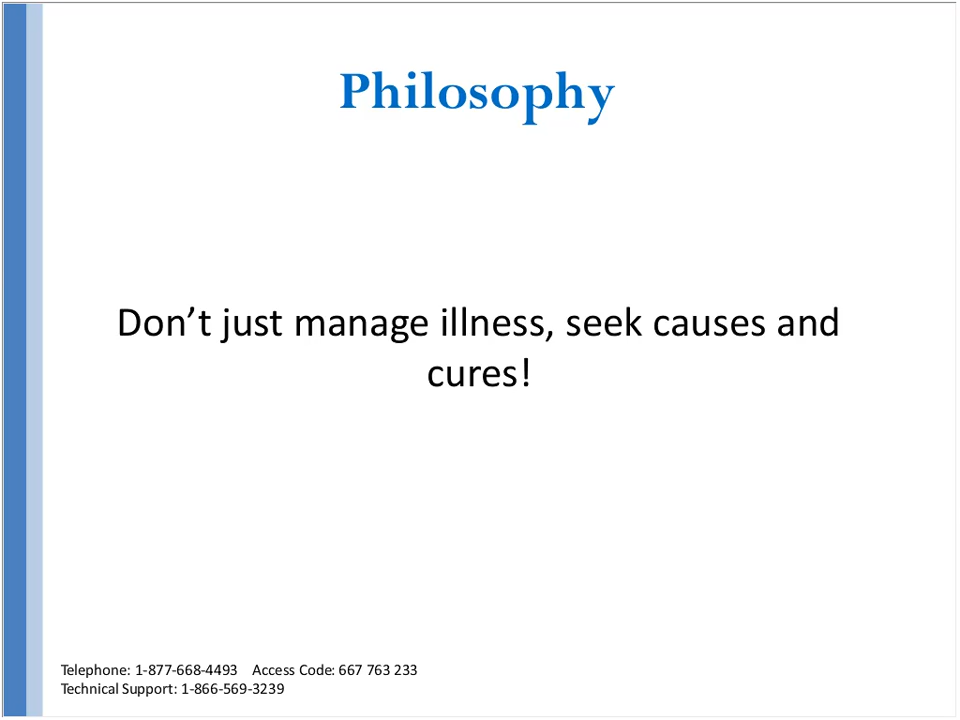 Philosophy
Don’t just manage illness, seek causes and
cures!
Telephone: 1-877-668-4493    Access Code: 667 763 233
Technical Support: 1-866-569-3239